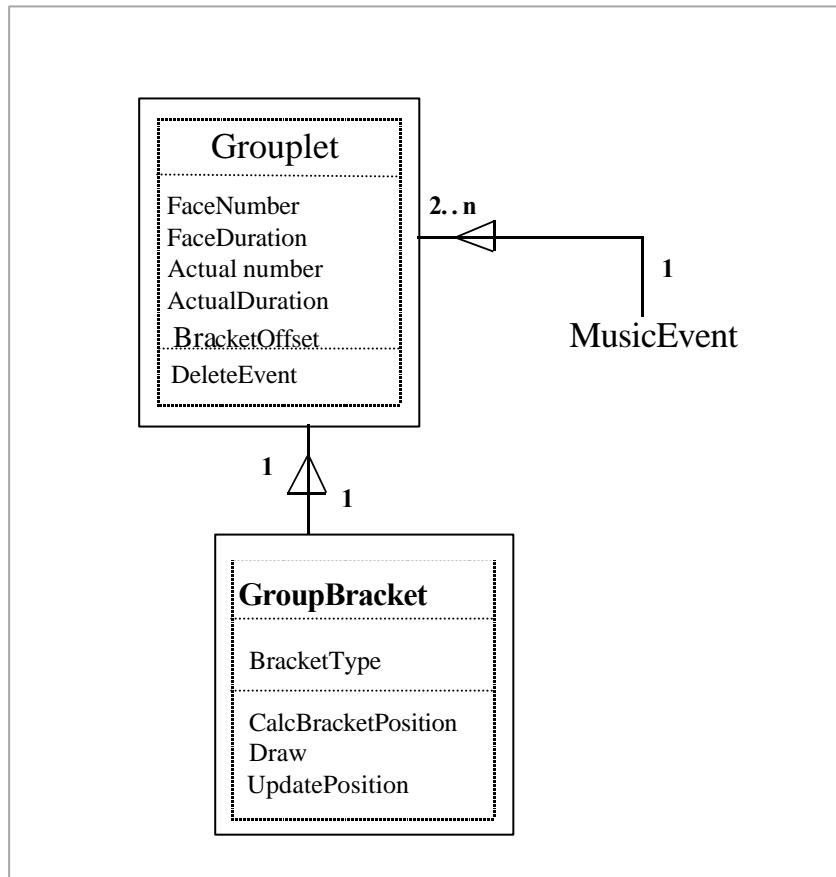 Grouplet
FaceNumber
FaceDuration
Actual number
ActualDuration
BracketOffset
DeleteEvent
2..n
1
MusicEvent
1
1
GroupBracket
BracketType
CalcBracketPosition
Draw
UpdatePosition